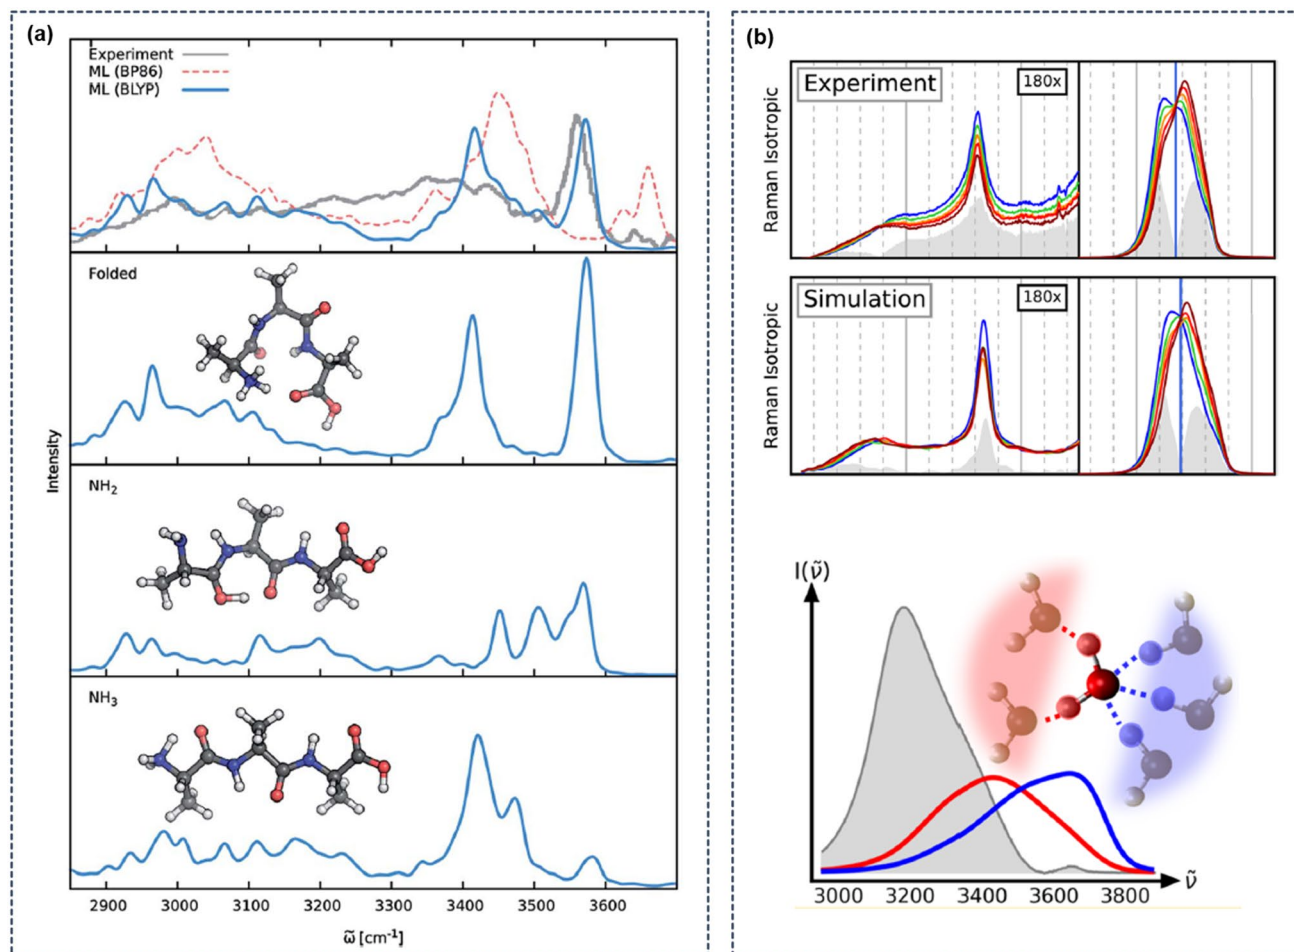 (a)
Experiment
ML (BP86)
ML (BLYP)
Folded
NH₂
NH₃
Intensity
2900 3000 3100 3200 3300 3400 3500 3600
ω̃ [cm⁻¹]
(b)
Experiment
180x
Raman Isotropic
Simulation
180x
Raman Isotropic
I(ν̃)
3000 3200 3400 3600 3800
ν̃